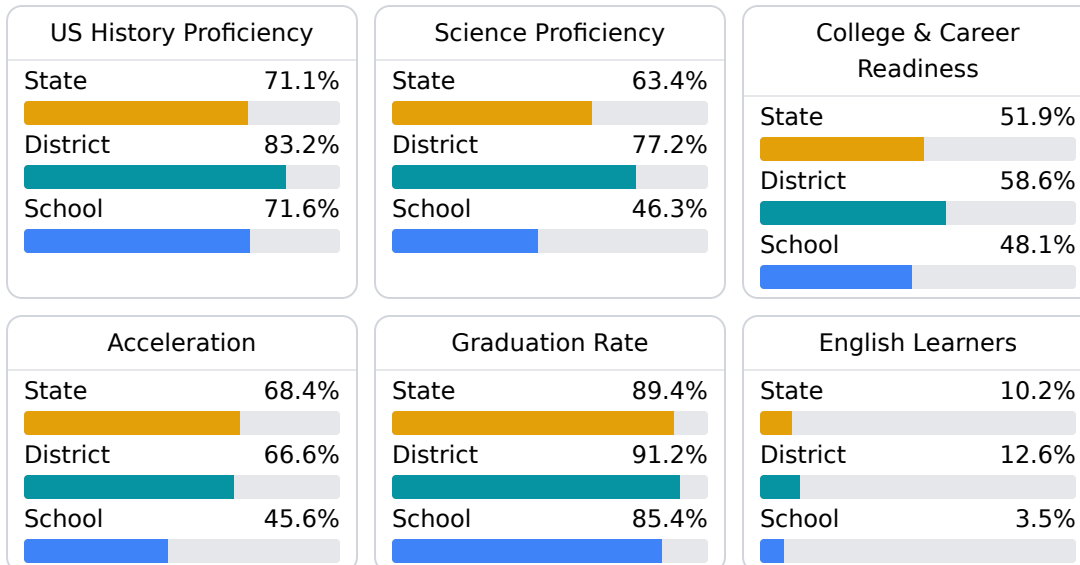 US History Proficiency
State 71.1%
District 83.2%
School 71.6%
Science Proficiency
State 63.4%
District 77.2%
School 46.3%
College & Career
Readiness
State 51.9%
District 58.6%
School 48.1%
Acceleration
State 68.4%
District 66.6%
School 45.6%
Graduation Rate
State 89.4%
District 91.2%
School 85.4%
English Learners
State 10.2%
District 12.6%
School 3.5%